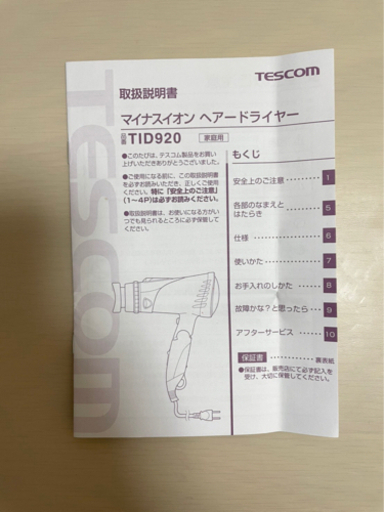 TESCOM
Tescom
取扱説明書
マイナスイオン ヘアードライヤー
品番 TID920 家庭用
●このたびは、テスコム製品をお買い
上げいただきありがとうございました。
●ご使用になる前に、この取扱説明書
を必ずお読みいただき、正しくご使用
ください。特に「安全上のご注意」
(1〜4P)は必ずお読みください。
●取扱説明書は、お使いになる方がい
つでも見られるところに必ず保管して
ください。
もくじ
安全上のご注意 ………… 1
各部のなまえと
はたらき ………… 5
仕様 ………… 6
使いかた ………… 7
お手入れのしかた …… 8
故障かな?と思ったら… 9
アフターサービス …… 10
保証書 ………… 裏表紙
●保証書は、販売店にて必ず記入を
受け、大切に保管してください。